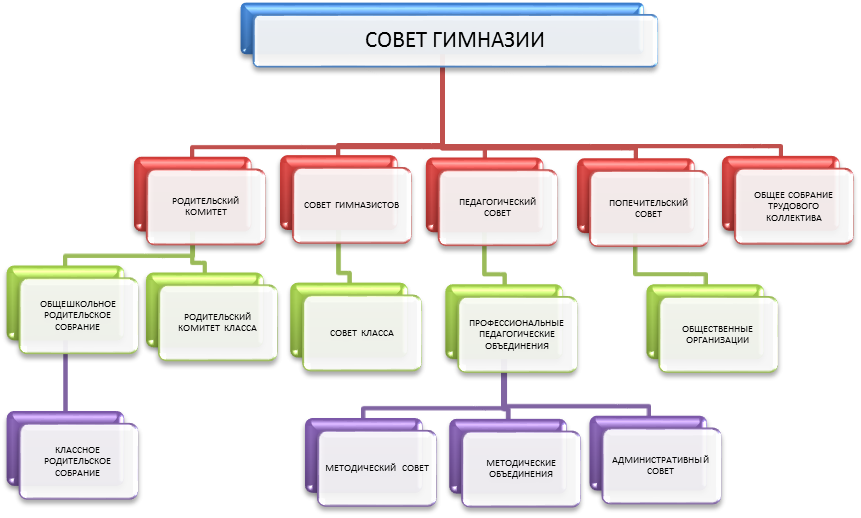 СОВЕТ ГИМНАЗИИ
РОДИТЕЛЬСКИЙ
КОМИТЕТ
СОВЕТ ГИМНАЗИСТОВ
ПЕДАГОГИЧЕСКИЙ
СОВЕТ
ПОПЕЧИТЕЛЬСКИЙ
СОВЕТ
ОБЩЕЕ СОБРАНИЕ
ТРУДОВОГО
КОЛЛЕКТИВА
ОБЩЕШКОЛЬНОЕ
РОДИТЕЛЬСКОЕ
СОБРАНИЕ
РОДИТЕЛЬСКИЙ
КОМИТЕТ КЛАССА
СОВЕТ КЛАССА
ПРОФЕССИОНАЛЬНЫЕ
ПЕДАГОГИЧЕСКИЕ
ОБЪЕДИНЕНИЯ
ОБЩЕСТВЕННЫЕ
ОРГАНИЗАЦИИ
КЛАССНОЕ
РОДИТЕЛЬСКОЕ
СОБРАНИЕ
МЕТОДИЧЕСКИЙ СОВЕТ
МЕТОДИЧЕСКИЕ
ОБЪЕДИНЕНИЯ
АДМИНИСТРАТИВНЫЙ
СОВЕТ